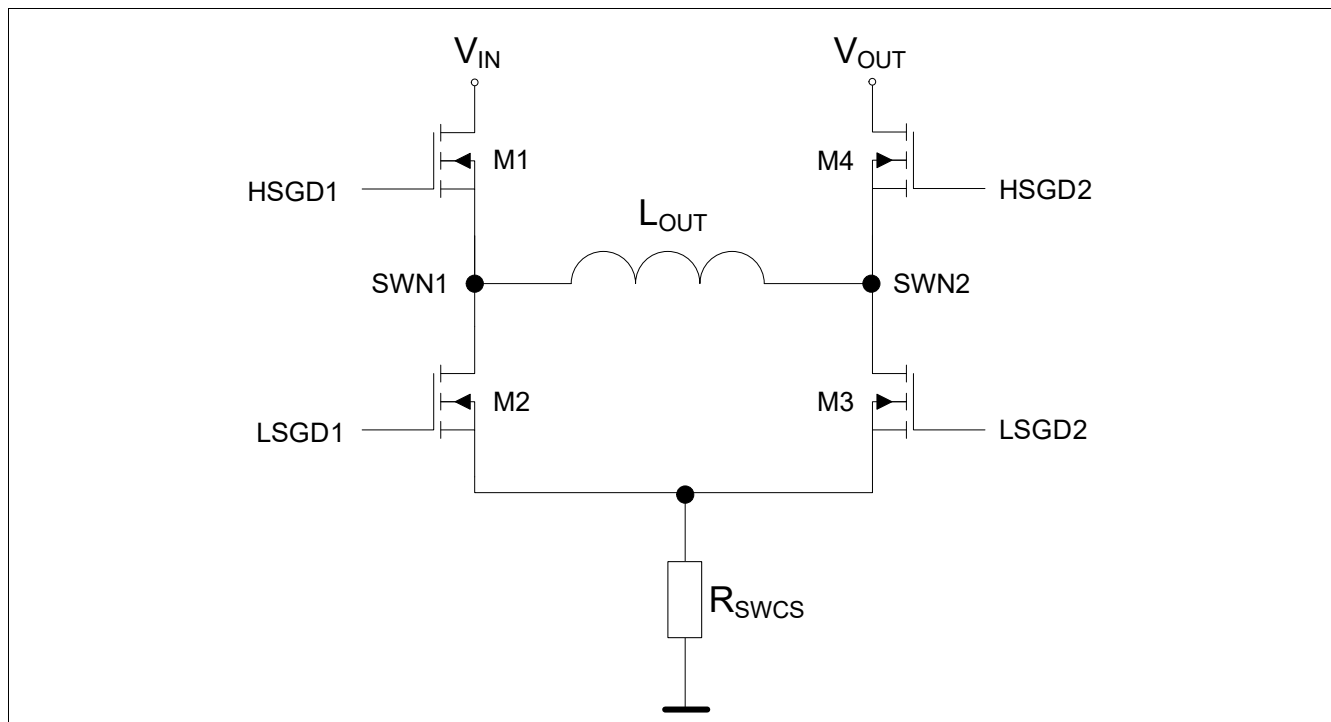 VIN
VOUT
M1
M4
HSGD1
HSGD2
LOUT
SWN1
SWN2
M2
M3
LSGD1
LSGD2
RSWCS